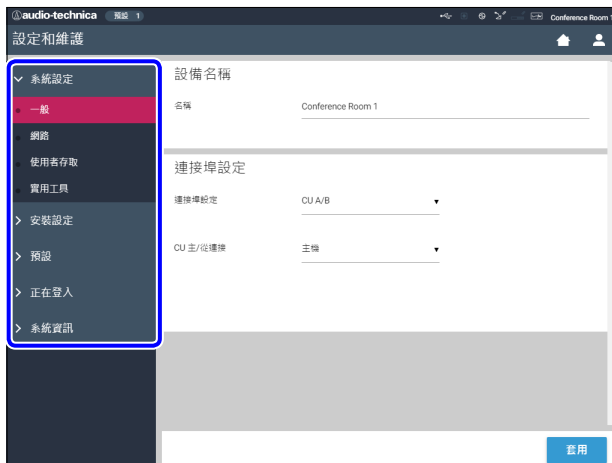 audio-technica 預設 1 Conference Room 1
設定和維護
系統設定
一般
網路
使用者存取
實用工具
安裝設定
預設
正在登入
系統資訊
設備名稱
名稱 Conference Room 1
連接埠設定
連接埠設定 CU A/B
CU 主/從連接 主機
套用